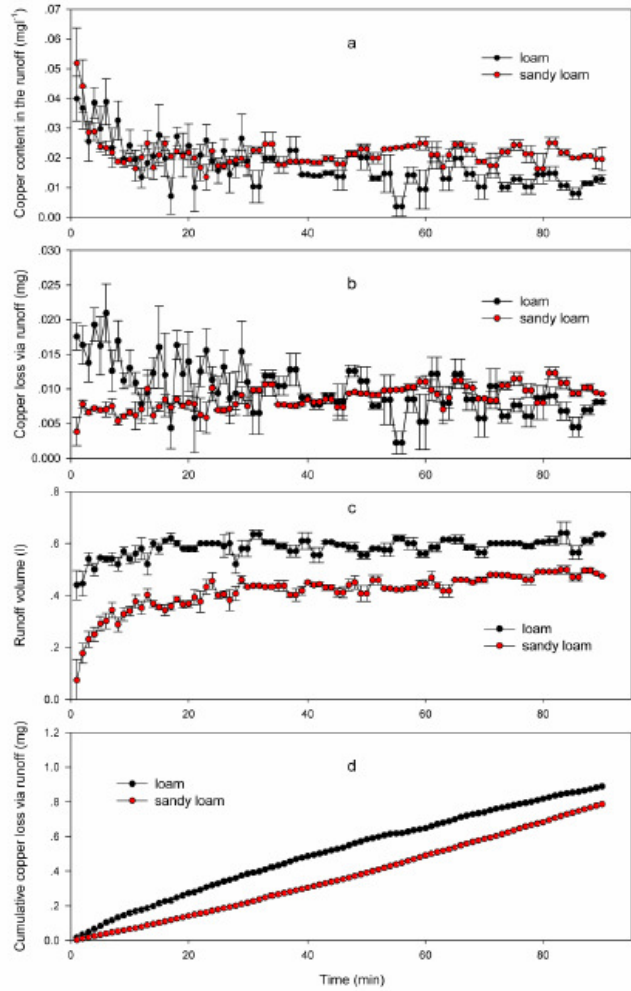 Copper content in the runoff (mgl⁻¹)
.07
.06
.05
.04
.03
.02
.01
0.00
a
loam
sandy loam
0 20 40 60 80
Copper loss via runoff (mg)
.030
.025
.020
.015
.010
.005
0.000
b
loam
sandy loam
0 20 40 60 80
Runoff volume (l)
.8
.6
.4
.2
0.0
c
loam
sandy loam
0 20 40 60 80
Cumulative copper loss via runoff (mg)
1.2
1.0
.8
.6
.4
.2
0.0
d
loam
sandy loam
0 20 40 60 80
Time (min)